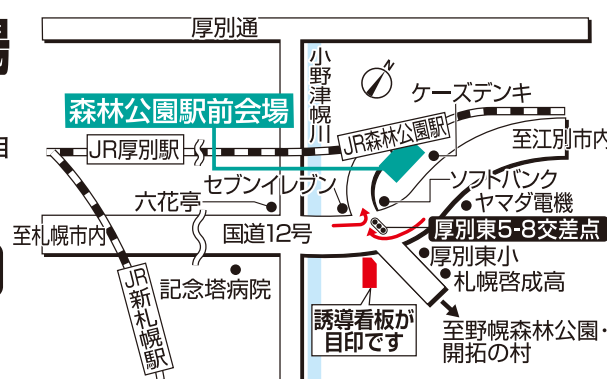 場
厚別通
小野津幌川
N
ケーズデンキ
森林公園駅前会場
JR森林公園駅
至江別市内
目
JR厚別駅
セブンイレブン
ソフトバンク
六花亭
ヤマダ電機
至札幌市内
国道12号
厚別東5-8交差点
厚別東小
JR新札幌駅
記念塔病院
札幌啓成高
誘導看板が
目印です
至野幌森林公園・
開拓の村